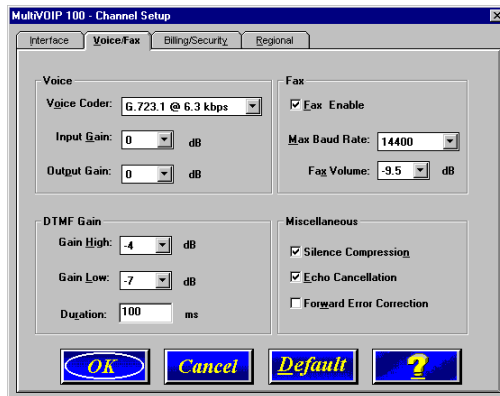 MultiVOIP 100 - Channel Setup
Interface
Voice/Fax
Billing/Security
Regional
Voice
Voice Coder: G.723.1 @ 6.3 kbps
Input Gain: 0 dB
Output Gain: 0 dB
Fax
Fax Enable
Max Baud Rate: 14400
Fax Volume: -9.5 dB
DTMF Gain
Gain High: -4 dB
Gain Low: -7 dB
Duration: 100 ms
Miscellaneous
Silence Compression
Echo Cancellation
Forward Error Correction
OK
Cancel
Default
?